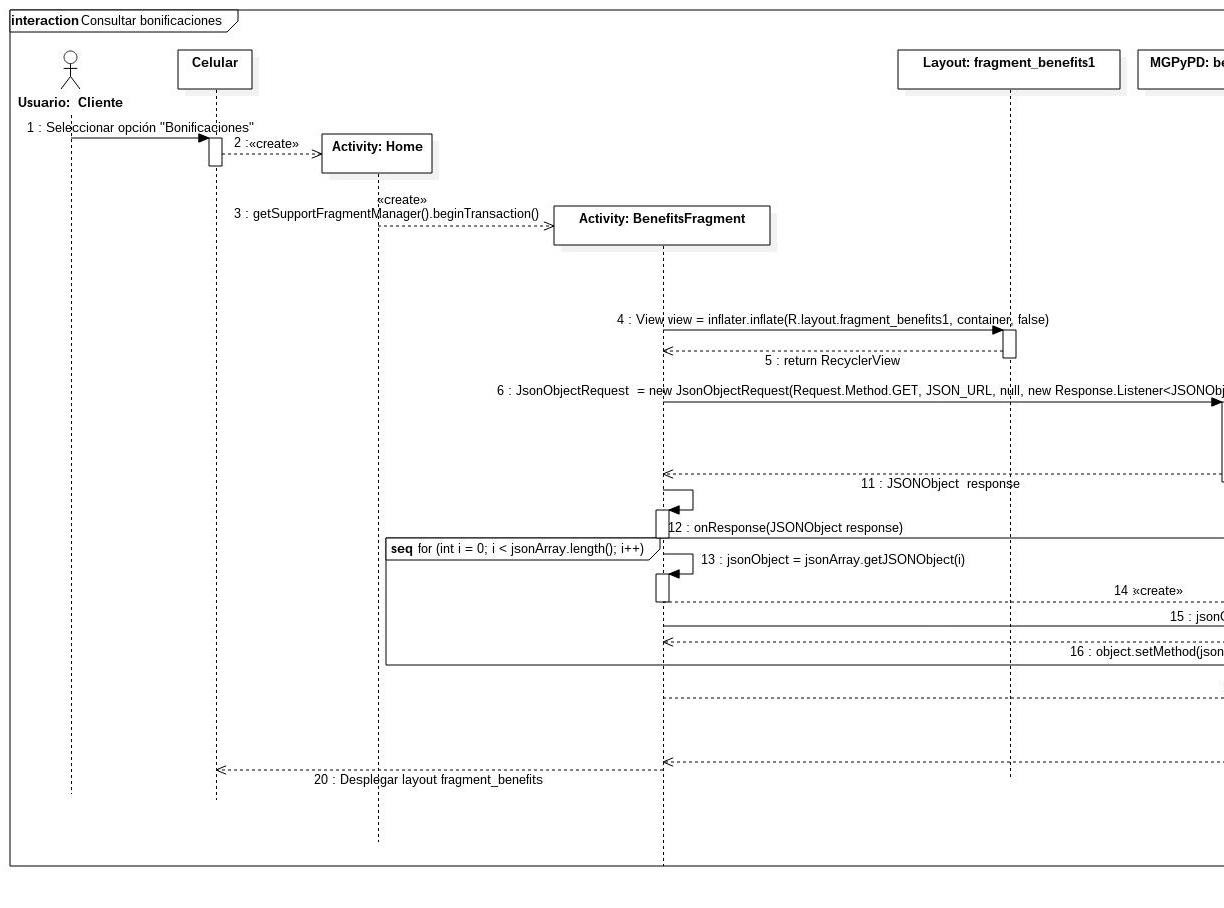 interaction Consultar bonificaciones
Celular
Layout: fragment_benefits1
MGPyPD: be
Usuario: Cliente
1 : Seleccionar opción "Bonificaciones"
2 : «create»
Activity: Home
«create»
3 : getSupportFragmentManager().beginTransaction()
Activity: BenefitsFragment
4 : View view = inflater.inflate(R.layout.fragment_benefits1, container, false)
5 : return RecyclerView
6 : JsonObjectRequest = new JsonObjectRequest(Request.Method.GET, JSON_URL, null, new Response.Listener<JSONObj
11 : JSONObject response
12 : onResponse(JSONObject response)
seq for (int i = 0; i < jsonArray.length(); i++)
13 : jsonObject = jsonArray.getJSONObject(i)
14 : «create»
15 : jsonO
16 : object.setMethod(json
20 : Desplegar layout fragment_benefits